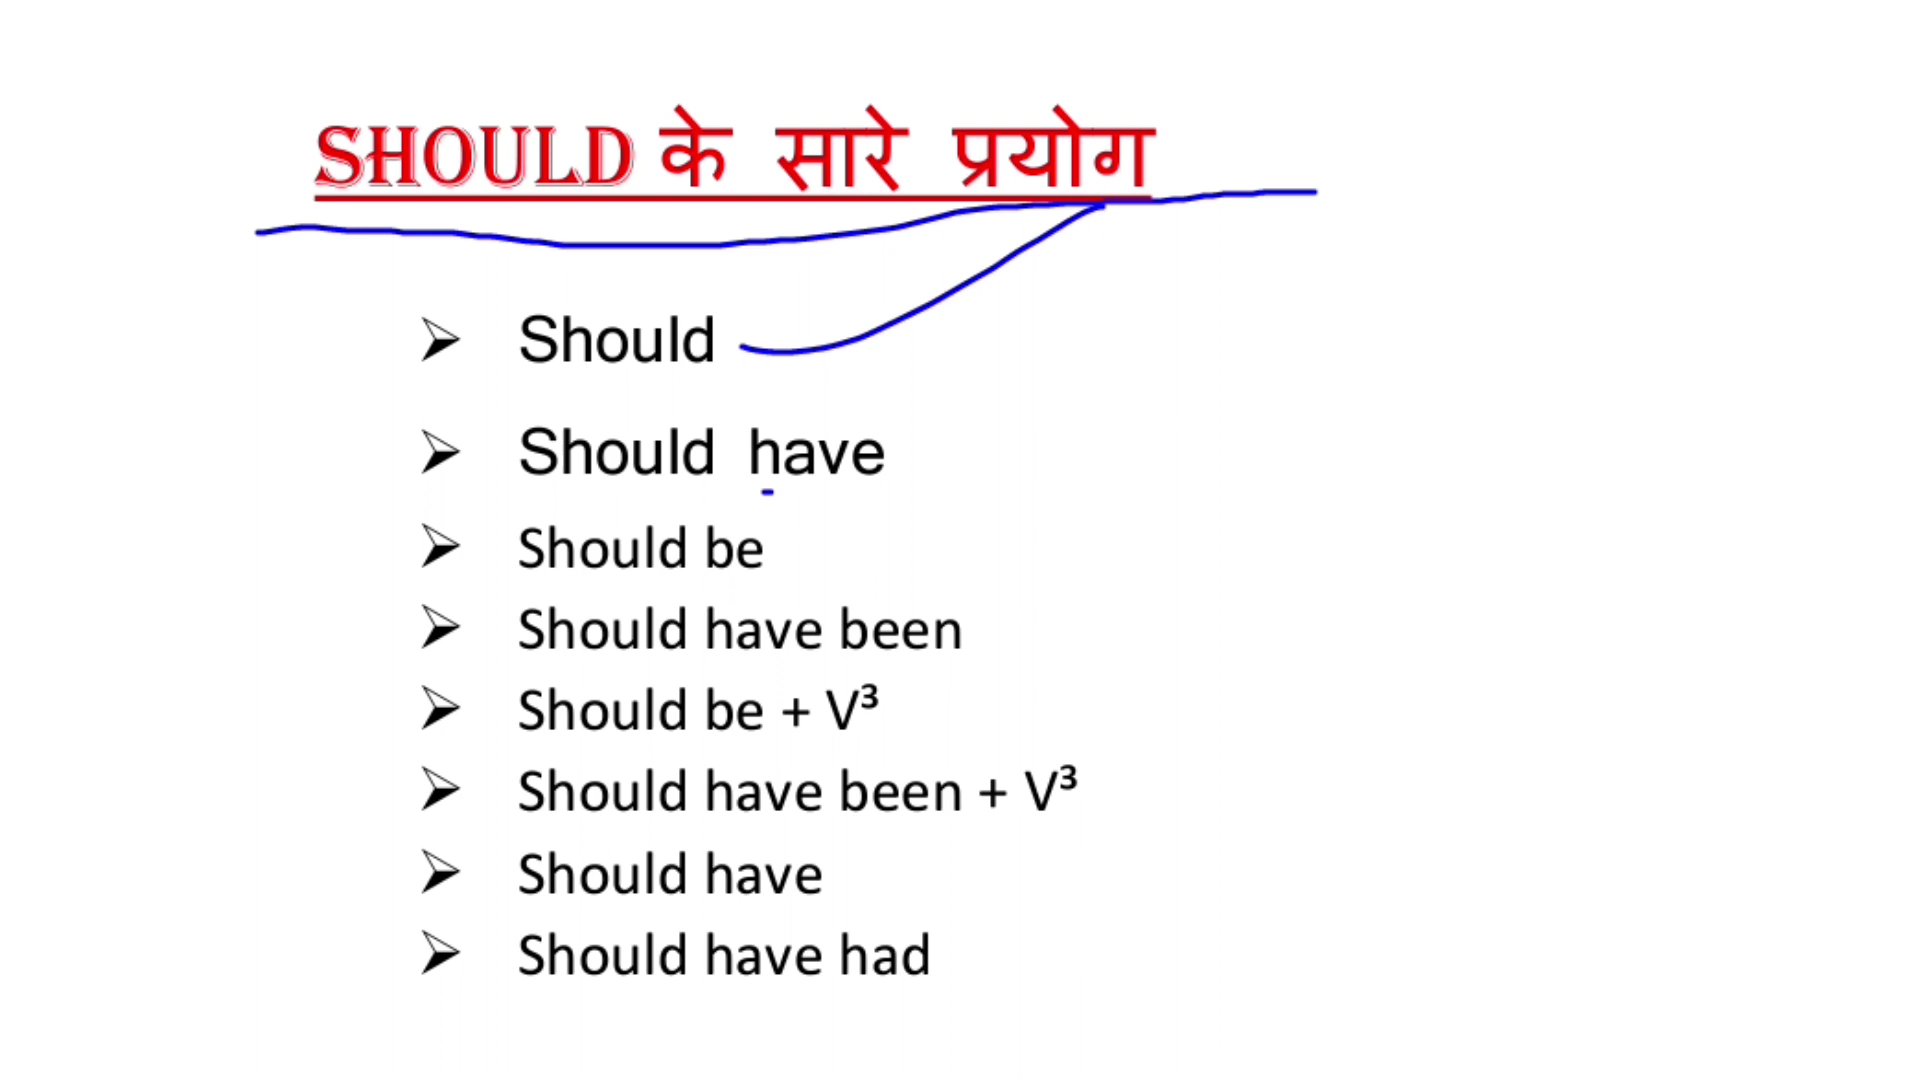 SHOULD के सारे प्रयोग
➢ Should
➢ Should have
➢ Should be
➢ Should have been
➢ Should be + V³
➢ Should have been + V³
➢ Should have
➢ Should have had